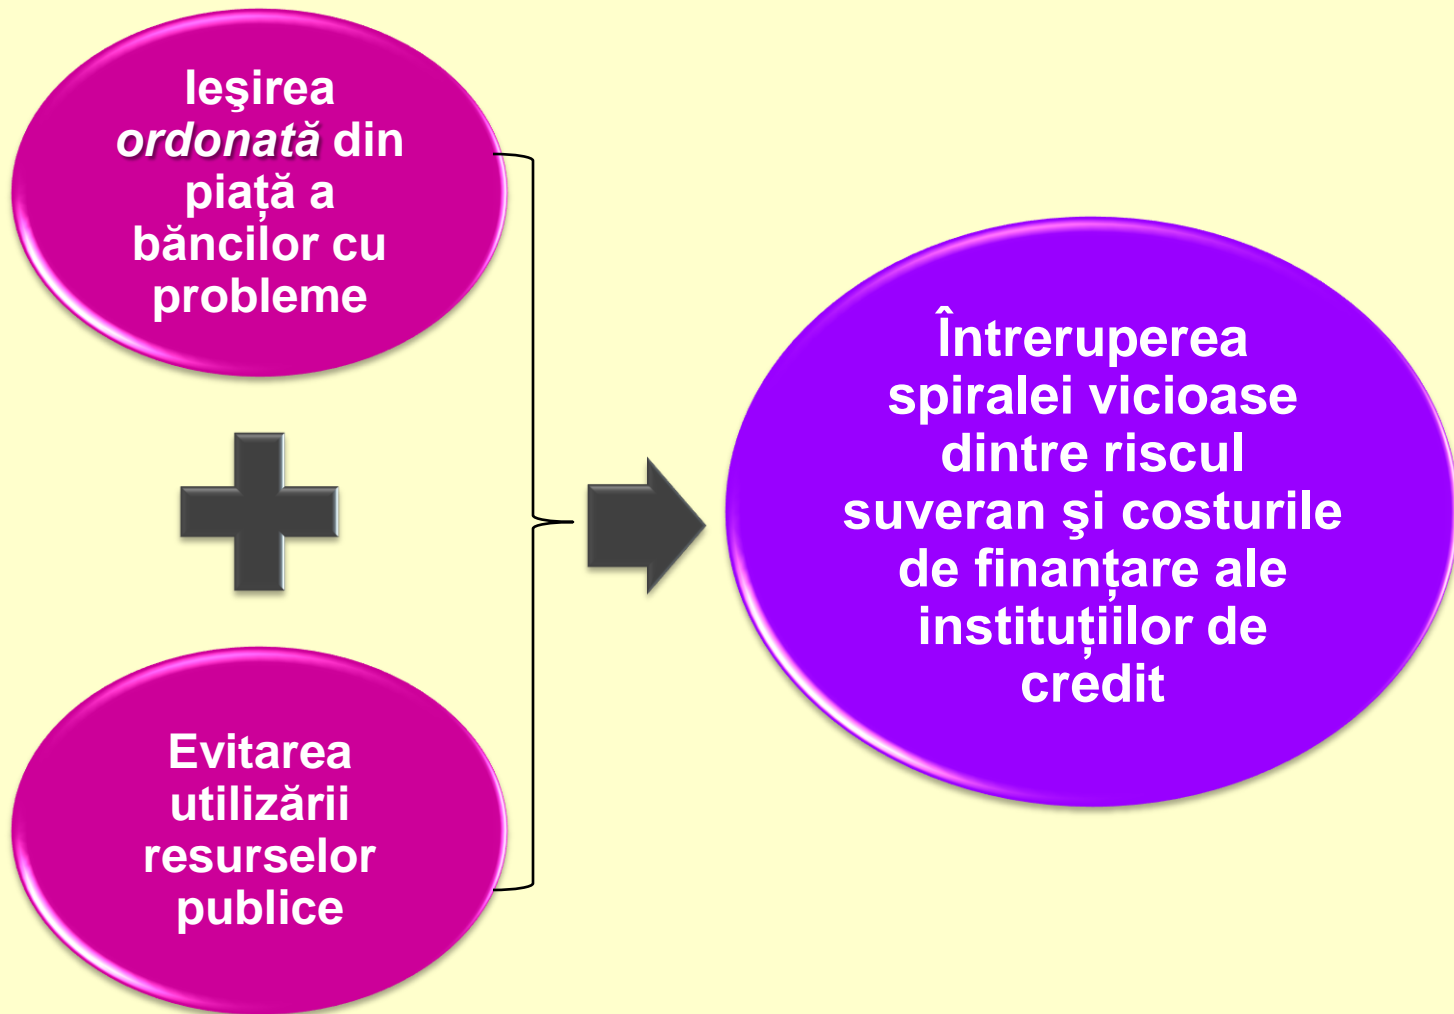 Ieşirea
ordonată din
piață a
băncilor cu
probleme
Evitarea
utilizării
resurselor
publice
Întreruperea
spiralei vicioase
dintre riscul
suveran şi costurile
de finanțare ale
instituțiilor de
credit